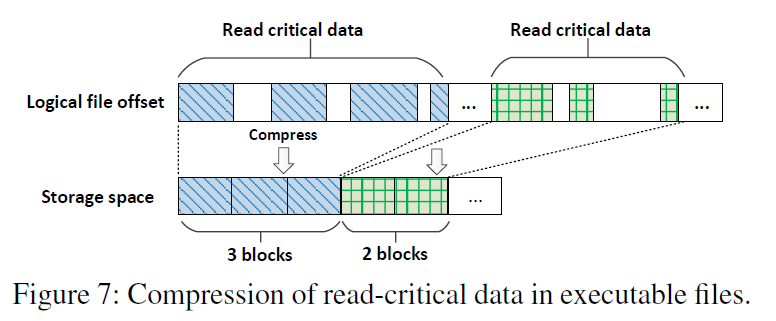 Read critical data Read critical data
Logical file offset ... ...
Compress
Storage space ...
3 blocks 2 blocks
Figure 7: Compression of read-critical data in executable files.